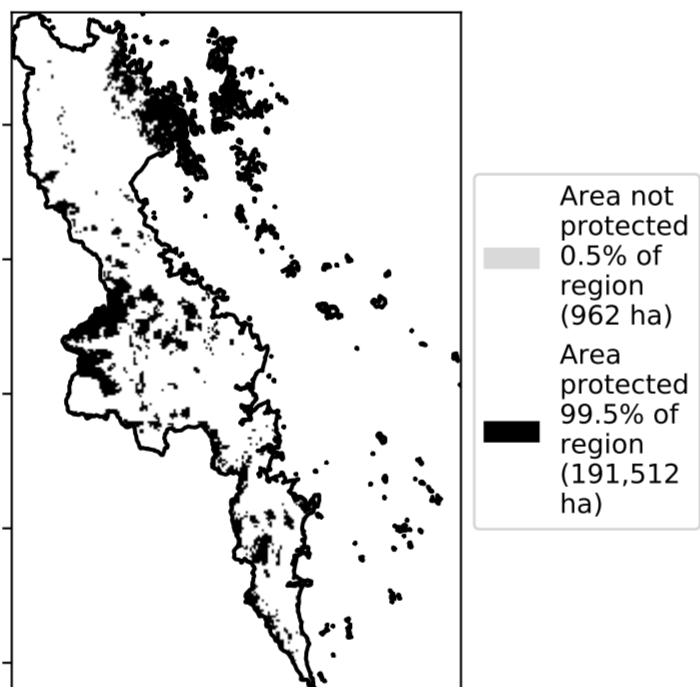 Area not
protected
0.5% of
region
(962 ha)
Area
protected
99.5% of
region
(191,512
ha)